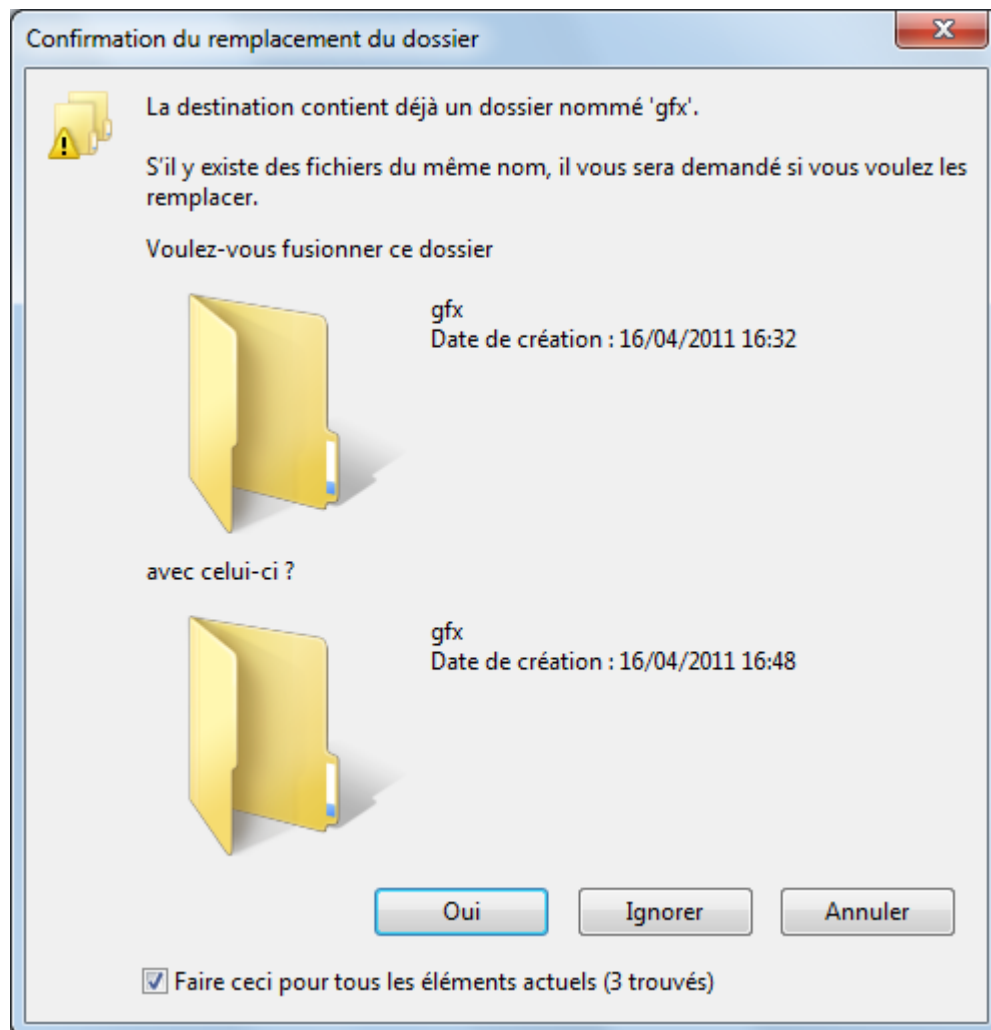 Confirmation du remplacement du dossier
La destination contient déjà un dossier nommé 'gfx'.
S'il y existe des fichiers du même nom, il vous sera demandé si vous voulez les
remplacer.
Voulez-vous fusionner ce dossier
gfx
Date de création : 16/04/2011 16:32
avec celui-ci ?
gfx
Date de création : 16/04/2011 16:48
Oui
Ignorer
Annuler
Faire ceci pour tous les éléments actuels (3 trouvés)